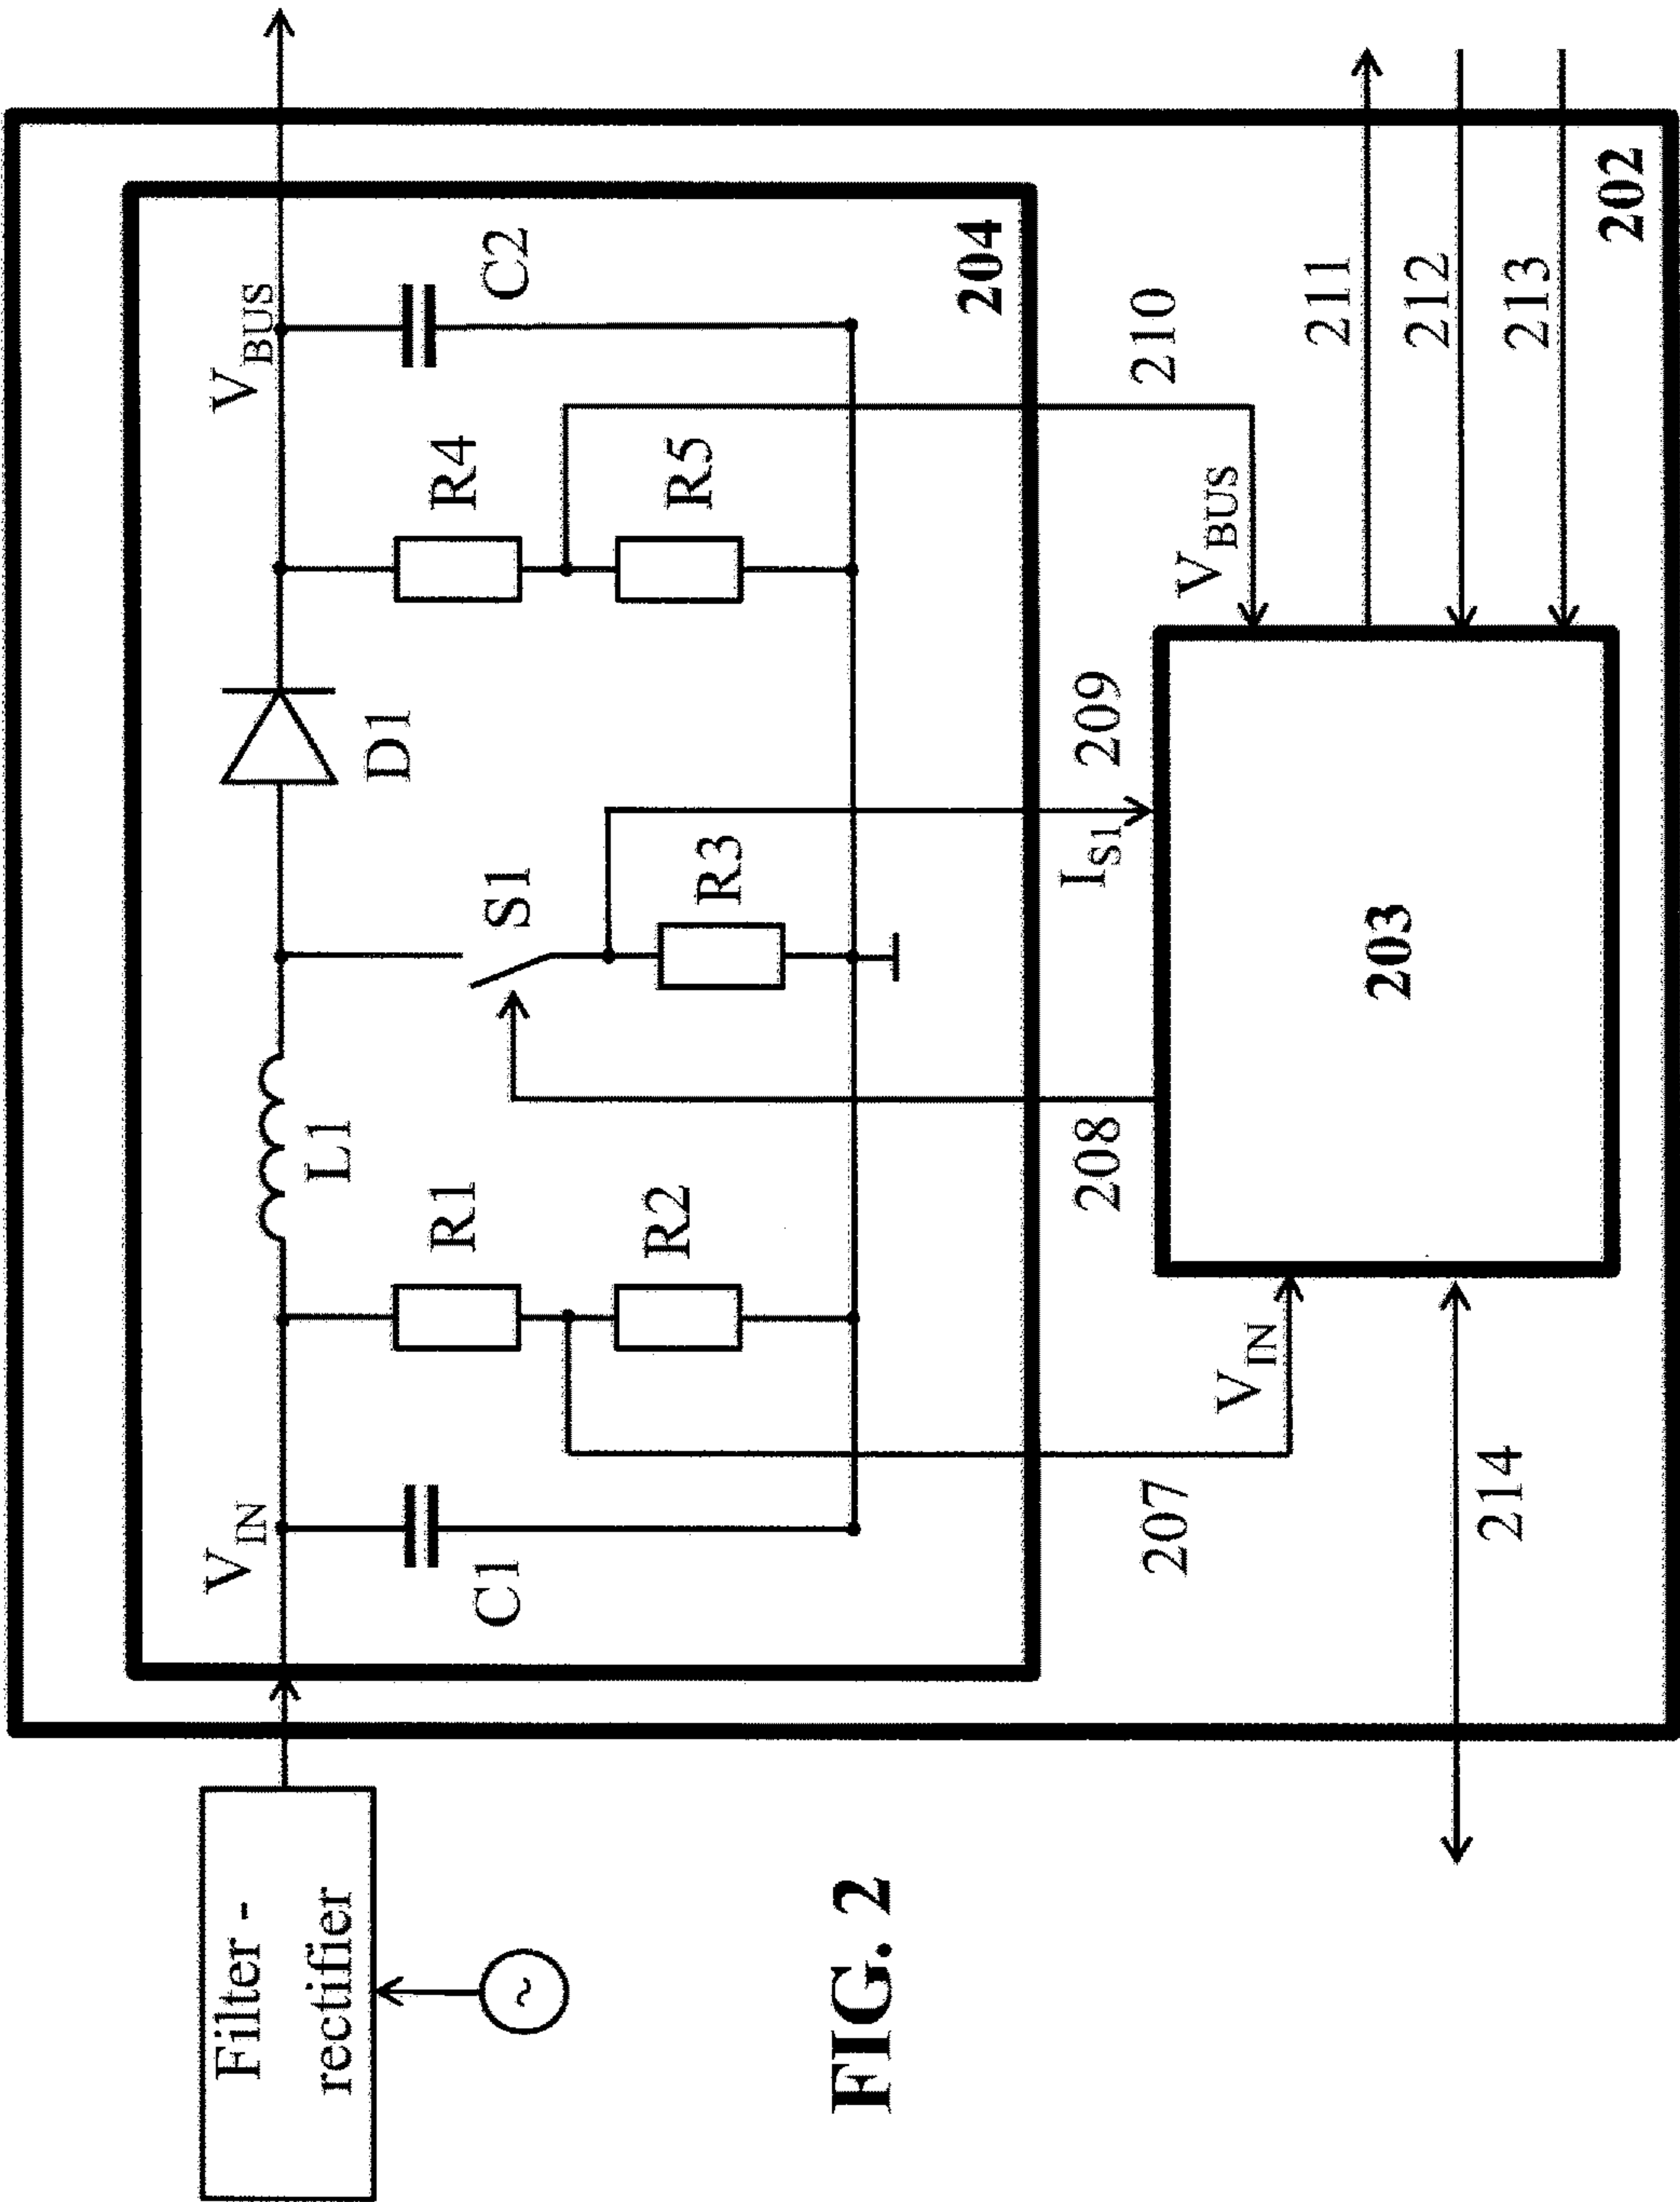 Filter -
rectifier
~
V_IN
C1
R1
R2
L1
S1
R3
D1
R4
R5
V_BUS
C2
204
207
V_IN
208
I_S1
209
V_BUS
210
203
214
211
212
213
202
FIG. 2